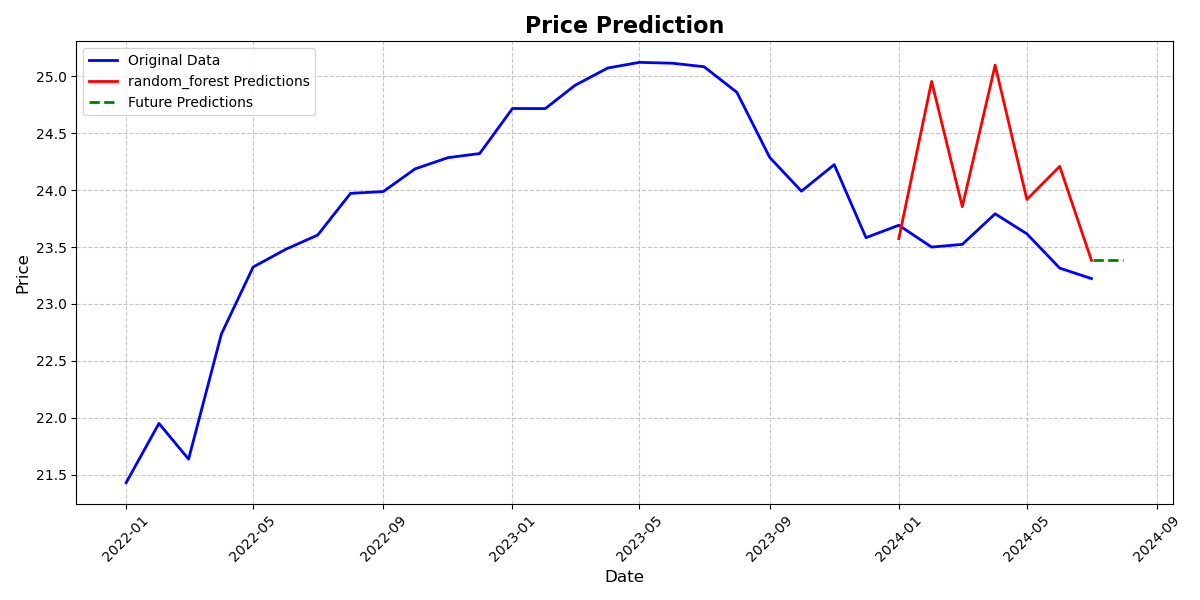 Price Prediction
Original Data
random_forest Predictions
Future Predictions
Price
25.0
24.5
24.0
23.5
23.0
22.5
22.0
21.5
2022-01
2022-05
2022-09
2023-01
2023-05
2023-09
2024-01
2024-05
2024-09
Date